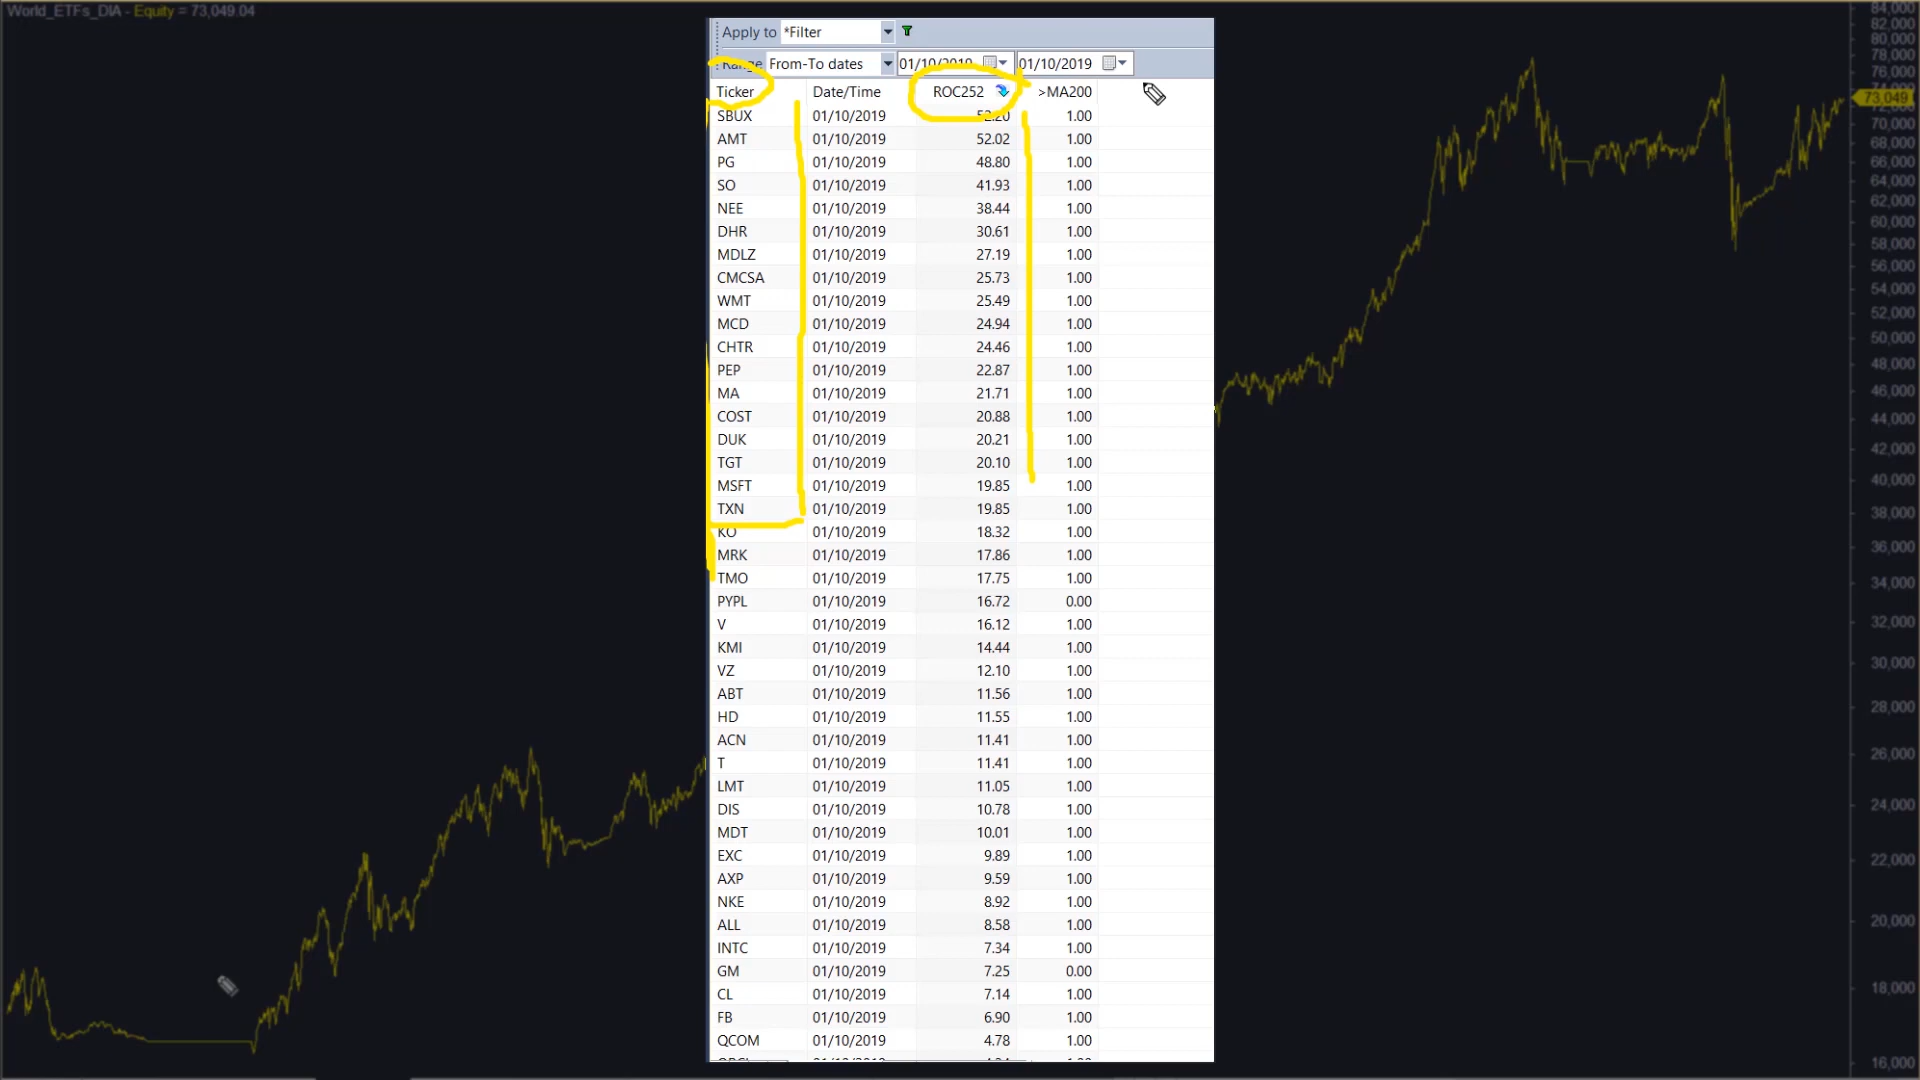 World_ETFs_DIA - Equity = 73,049.04
Apply to *Filter
Range From-To dates 01/10/2019 01/10/2019
Ticker Date/Time ROC252 >MA200
SBUX 01/10/2019 52.20 1.00
AMT 01/10/2019 52.02 1.00
PG 01/10/2019 48.80 1.00
SO 01/10/2019 41.93 1.00
NEE 01/10/2019 38.44 1.00
DHR 01/10/2019 30.61 1.00
MDLZ 01/10/2019 27.19 1.00
CMCSA 01/10/2019 25.73 1.00
WMT 01/10/2019 25.49 1.00
MCD 01/10/2019 24.94 1.00
CHTR 01/10/2019 24.46 1.00
PEP 01/10/2019 22.87 1.00
MA 01/10/2019 21.71 1.00
COST 01/10/2019 20.88 1.00
DUK 01/10/2019 20.21 1.00
TGT 01/10/2019 20.10 1.00
MSFT 01/10/2019 19.85 1.00
TXN 01/10/2019 19.85 1.00
KO 01/10/2019 18.32 1.00
MRK 01/10/2019 17.86 1.00
TMO 01/10/2019 17.75 1.00
PYPL 01/10/2019 16.72 0.00
V 01/10/2019 16.12 1.00
KMI 01/10/2019 14.44 1.00
VZ 01/10/2019 12.10 1.00
ABT 01/10/2019 11.56 1.00
HD 01/10/2019 11.55 1.00
ACN 01/10/2019 11.41 1.00
T 01/10/2019 11.41 1.00
LMT 01/10/2019 11.05 1.00
DIS 01/10/2019 10.78 1.00
MDT 01/10/2019 10.01 1.00
EXC 01/10/2019 9.89 1.00
AXP 01/10/2019 9.59 1.00
NKE 01/10/2019 8.92 1.00
ALL 01/10/2019 8.58 1.00
INTC 01/10/2019 7.34 1.00
GM 01/10/2019 7.25 0.00
CL 01/10/2019 7.14 1.00
FB 01/10/2019 6.90 1.00
QCOM 01/10/2019 4.78 1.00
84,000
82,000
80,000
78,000
76,000
73,049
72,000
70,000
68,000
66,000
64,000
62,000
60,000
58,000
56,000
54,000
52,000
50,000
48,000
46,000
44,000
42,000
40,000
38,000
36,000
34,000
32,000
30,000
28,000
26,000
24,000
22,000
20,000
18,000
16,000